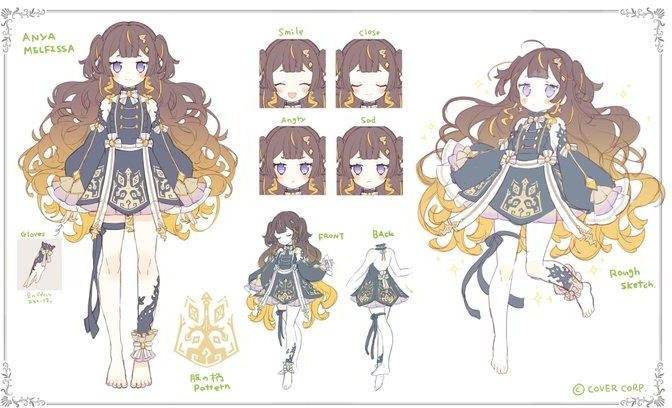 ANYA
MELFISSA
Smile
close
Angry
Sad
Gloves
FRONT
BAck
服の柄
Pattern
Rough
sketch.
© COVER CORP.